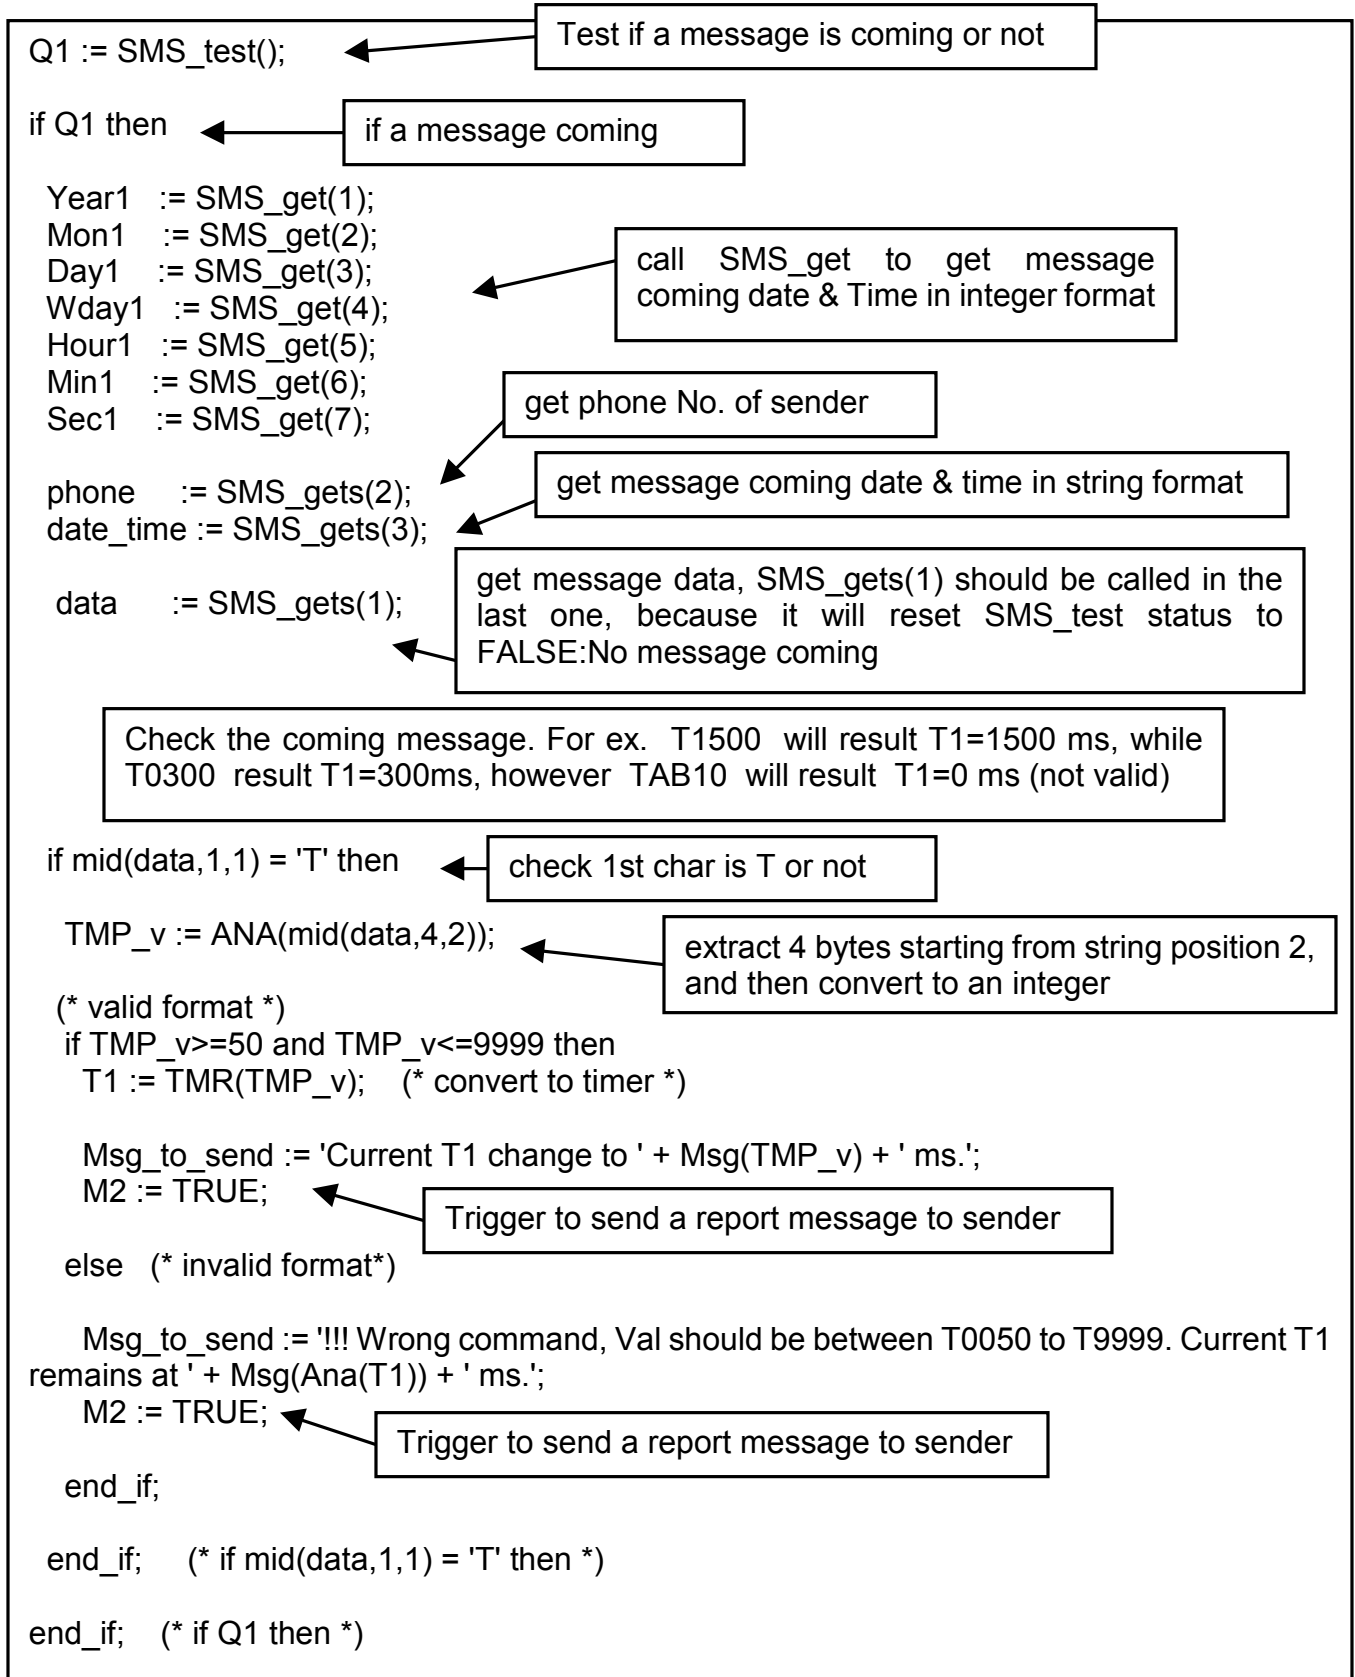 Test if a message is coming or not
Q1 := SMS_test();
if Q1 then
if a message coming
Year1 := SMS_get(1);
Mon1 := SMS_get(2);
Day1 := SMS_get(3);
Wday1 := SMS_get(4);
Hour1 := SMS_get(5);
Min1 := SMS_get(6);
Sec1 := SMS_get(7);
call SMS_get to get message
coming date & Time in integer format
get phone No. of sender
phone := SMS_gets(2);
date_time := SMS_gets(3);
get message coming date & time in string format
data := SMS_gets(1);
get message data, SMS_gets(1) should be called in the
last one, because it will reset SMS_test status to
FALSE:No message coming
Check the coming message. For ex. T1500 will result T1=1500 ms, while
T0300 result T1=300ms, however TAB10 will result T1=0 ms (not valid)
if mid(data,1,1) = 'T' then
check 1st char is T or not
TMP_v := ANA(mid(data,4,2));
extract 4 bytes starting from string position 2,
and then convert to an integer
(* valid format *)
if TMP_v>=50 and TMP_v<=9999 then
T1 := TMR(TMP_v); (* convert to timer *)
Msg_to_send := 'Current T1 change to ' + Msg(TMP_v) + ' ms.';
M2 := TRUE;
Trigger to send a report message to sender
else (* invalid format*)
Msg_to_send := '!!! Wrong command, Val should be between T0050 to T9999. Current T1
remains at ' + Msg(Ana(T1)) + ' ms.';
M2 := TRUE;
Trigger to send a report message to sender
end_if;
end_if; (* if mid(data,1,1) = 'T' then *)
end_if; (* if Q1 then *)